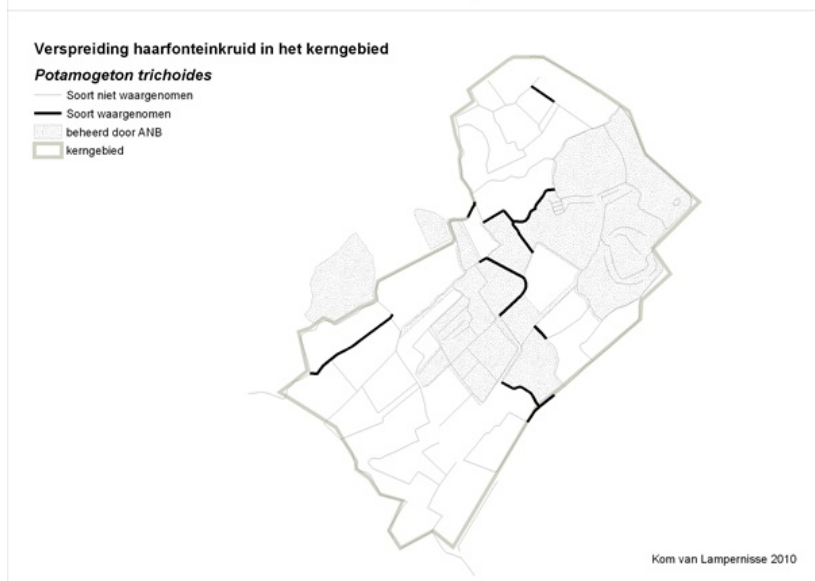 Verspreiding haarfonteinkruid in het kerngebied
Potamogeton trichoides
Soort niet waargenomen
Soort waargenomen
beheerd door ANB
kerngebied
Kom van Lampernisse 2010